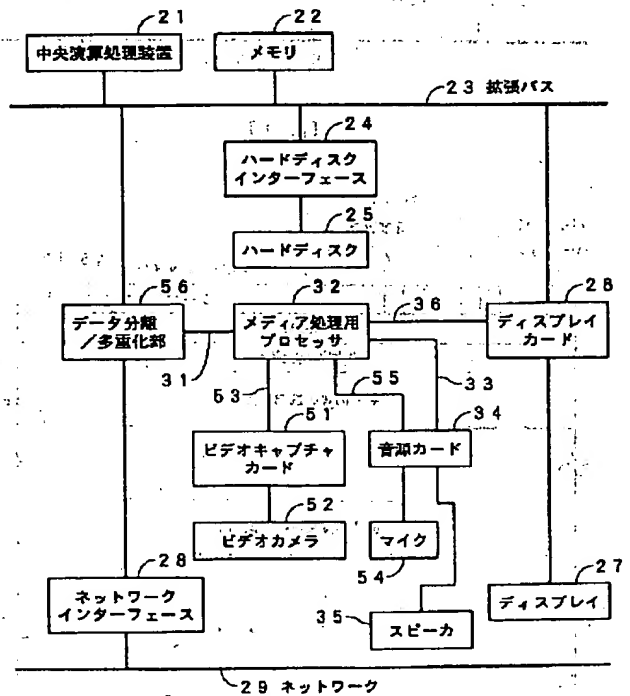 21
中央演算処理装置
22
メモリ
23 拡張バス
24
ハードディスク
インターフェース
25
ハードディスク
56
データ分離
/多重化部
31
32
メディア処理用
プロセッサ
36
28
ディスプレイ
カード
53
55
33
51
ビデオキャプチャ
カード
34
音源カード
52
ビデオカメラ
マイク
54
28
ネットワーク
インターフェース
35
スピーカ
27
ディスプレイ
29 ネットワーク